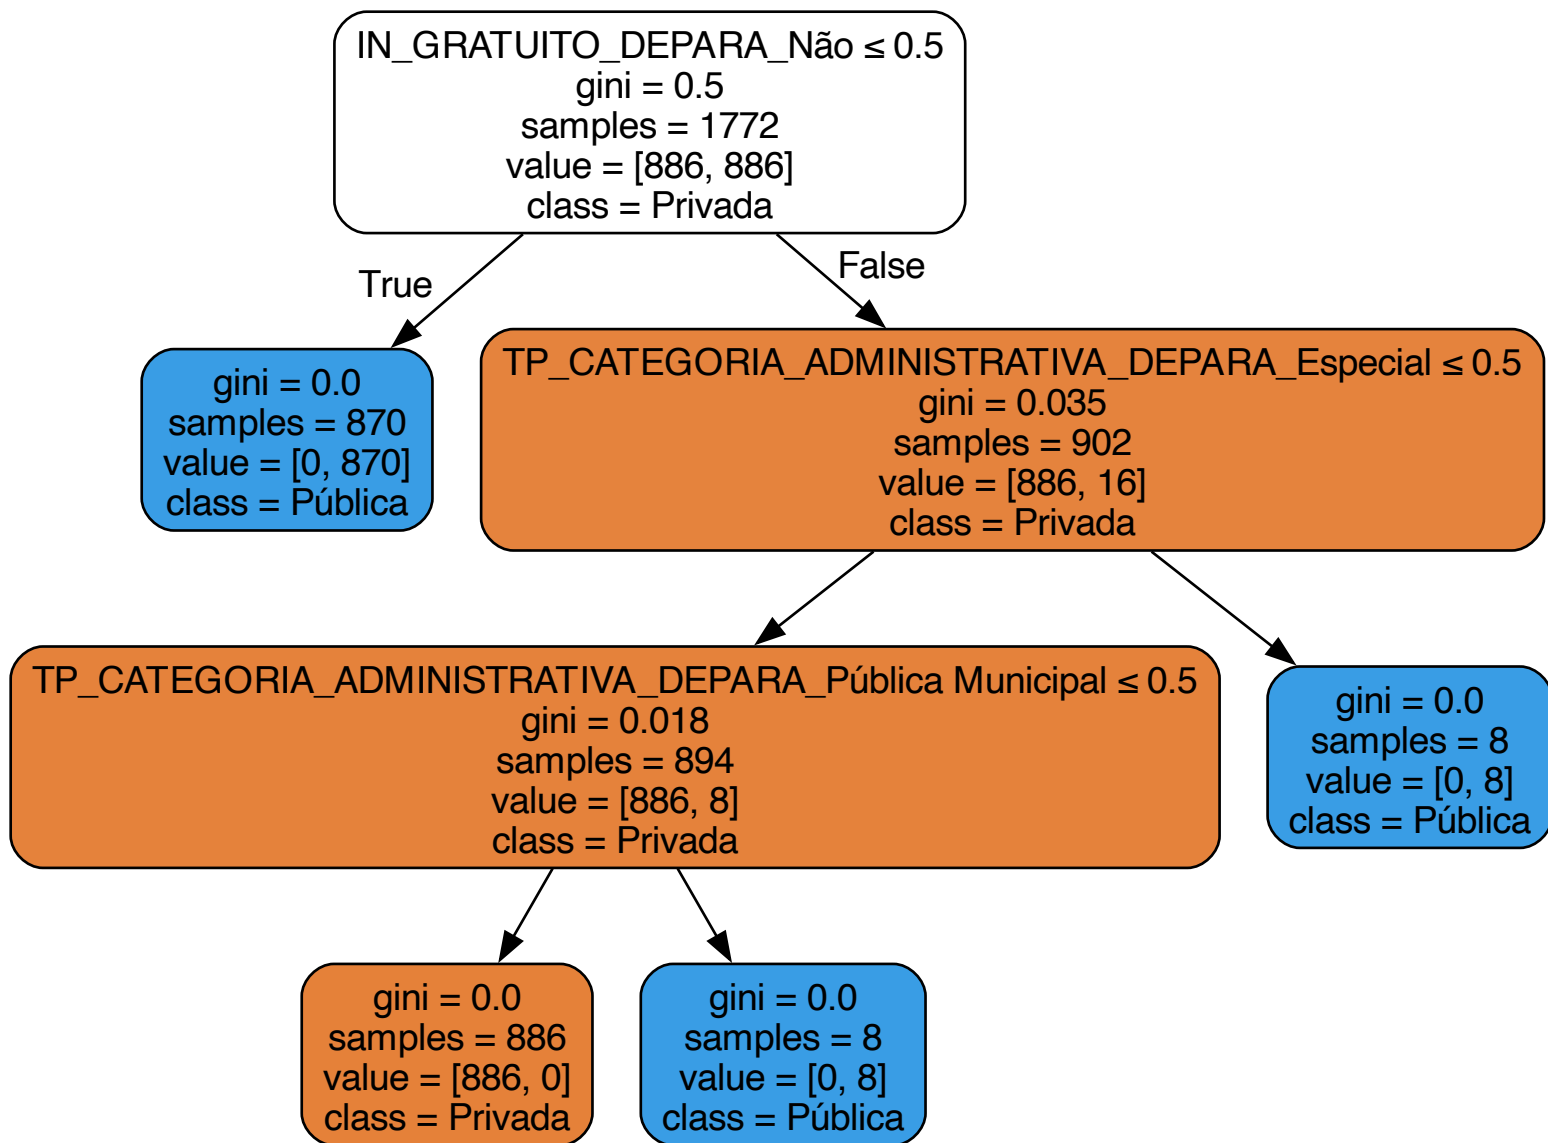 IN_GRATUITO_DEPARA_Não ≤ 0.5
gini = 0.5
samples = 1772
value = [886, 886]
class = Privada
True
False
gini = 0.0
samples = 870
value = [0, 870]
class = Pública
TP_CATEGORIA_ADMINISTRATIVA_DEPARA_Especial ≤ 0.5
gini = 0.035
samples = 902
value = [886, 16]
class = Privada
TP_CATEGORIA_ADMINISTRATIVA_DEPARA_Pública Municipal ≤ 0.5
gini = 0.018
samples = 894
value = [886, 8]
class = Privada
gini = 0.0
samples = 8
value = [0, 8]
class = Pública
gini = 0.0
samples = 886
value = [886, 0]
class = Privada
gini = 0.0
samples = 8
value = [0, 8]
class = Pública